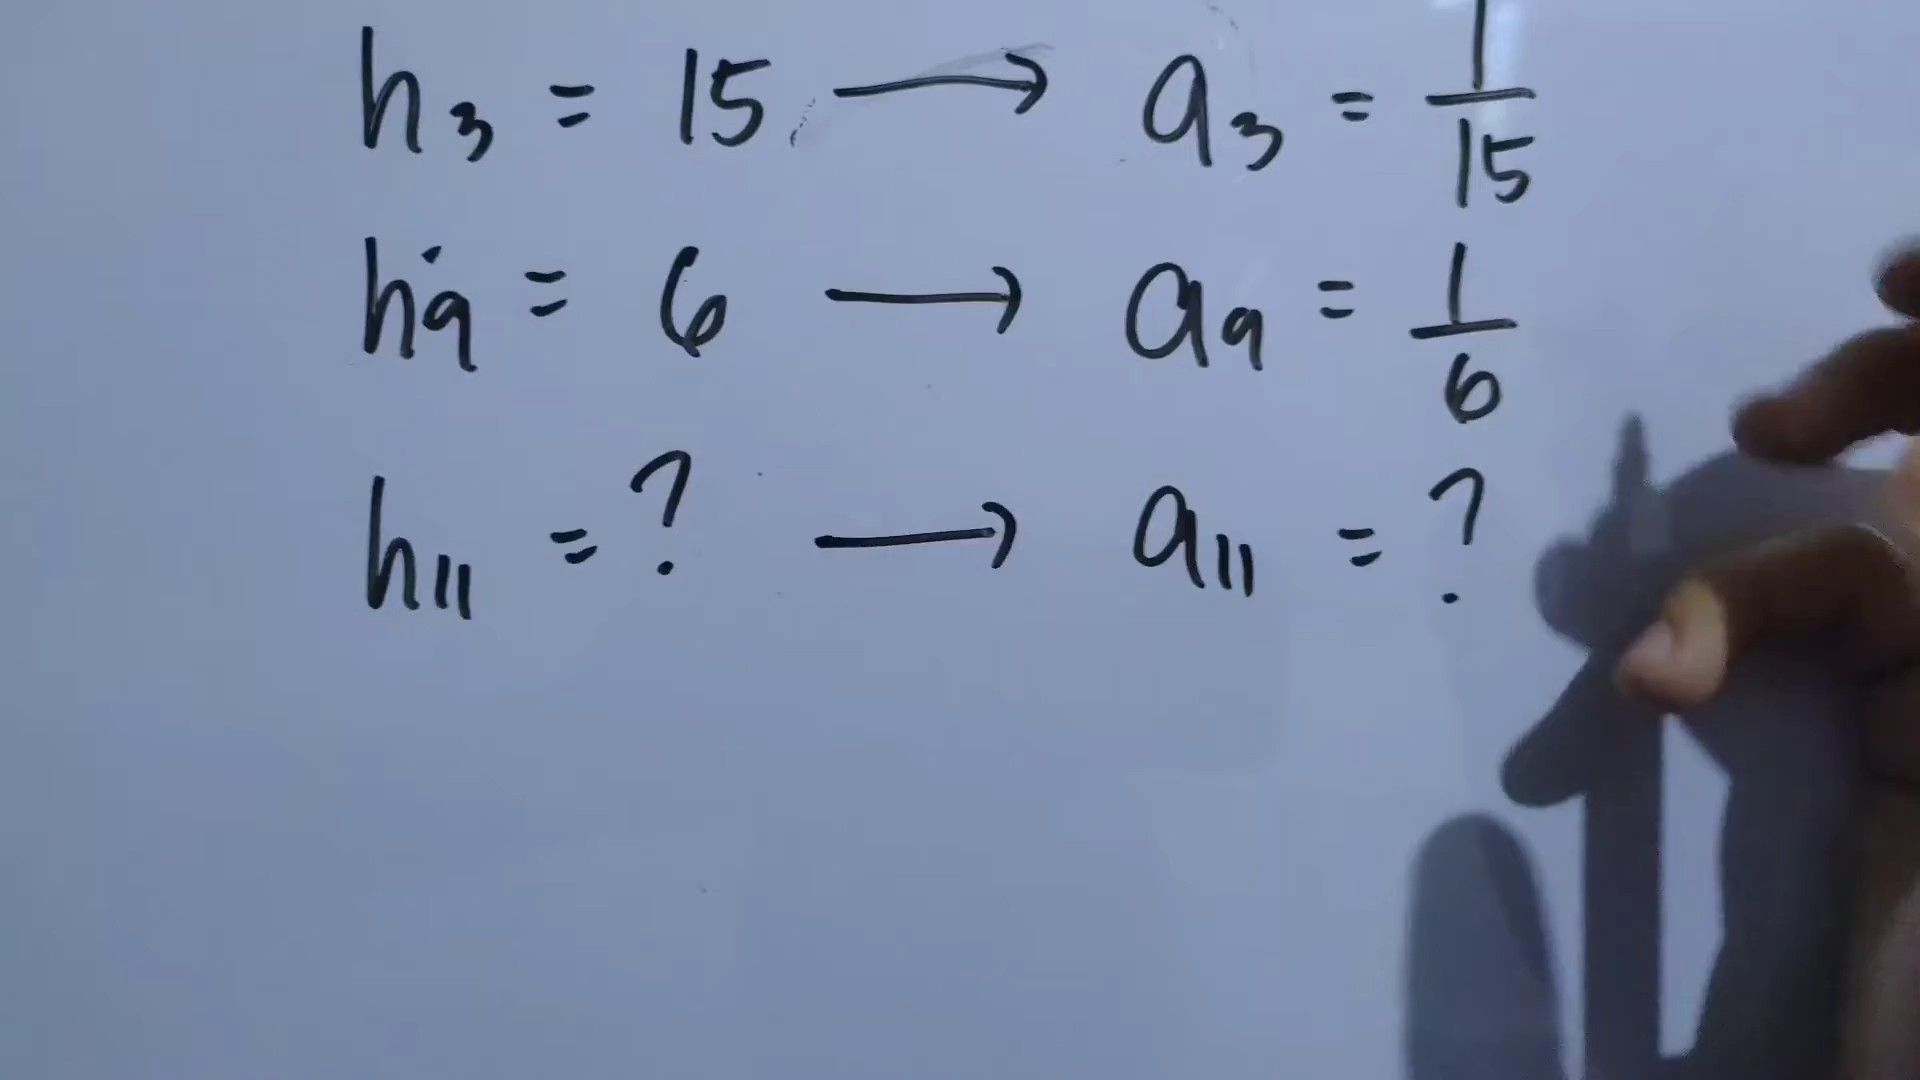 h₃ = 15 ⟶ a₃ = 1/15
h₉ = 6 ⟶ a₉ = 1/6
h₁₁ = ? ⟶ a₁₁ = ?